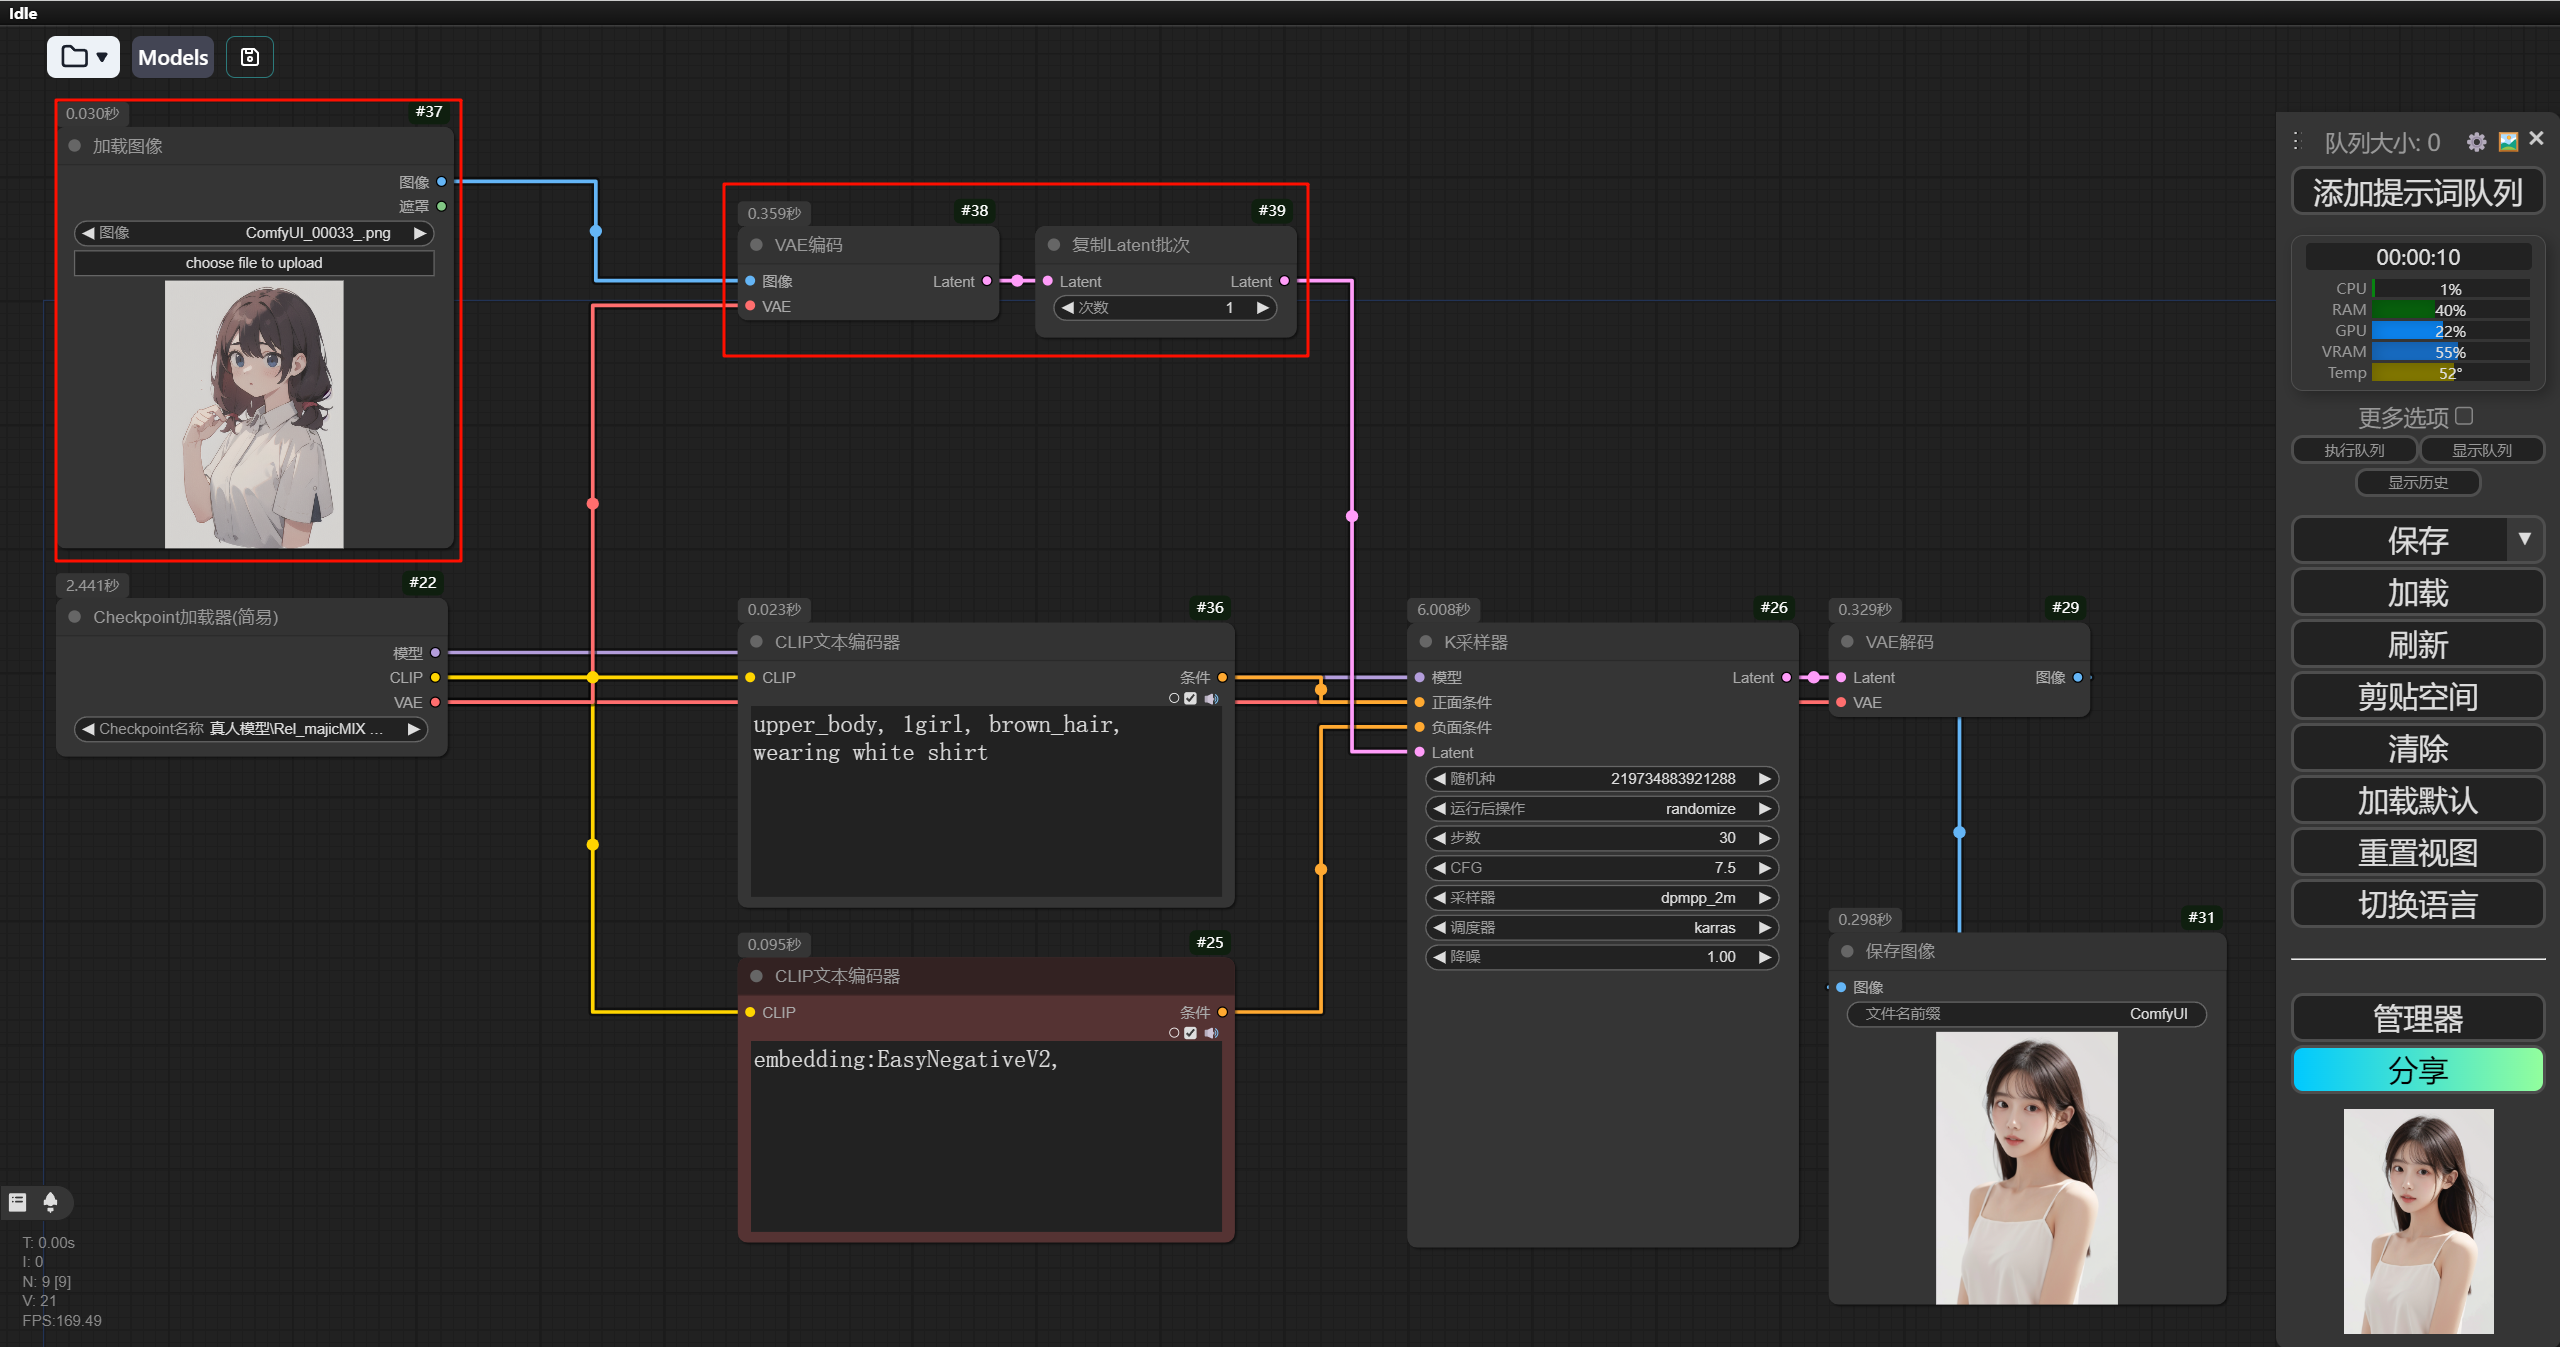 Idle
Models
0.030秒
#37
加载图像
图像
遮罩
图像 ComfyUI_00033_.png
choose file to upload
2.441秒
#22
Checkpoint加载器(简易)
模型
CLIP
VAE
Checkpoint名称 真人模型\Rel_majicMIX ...
0.359秒
#38
VAE编码
图像 Latent
VAE
#39
复制Latent批次
Latent Latent
次数 1
0.023秒
#36
CLIP文本编码器
CLIP 条件
upper_body, 1girl, brown_hair,
wearing white shirt
0.095秒
#25
CLIP文本编码器
CLIP 条件
embedding:EasyNegativeV2,
6.008秒
#26
K采样器
模型 Latent
正面条件
负面条件
Latent
随机种 219734883921288
运行后操作 randomize
步数 30
CFG 7.5
采样器 dpmpp_2m
调度器 karras
降噪 1.00
0.329秒
#29
VAE解码
Latent 图像
VAE
0.298秒
#31
保存图像
图像
文件名前缀 ComfyUI
队列大小: 0
添加提示词队列
00:00:10
CPU 1%
RAM 40%
GPU 22%
VRAM 55%
Temp 52°
更多选项
执行队列 显示队列
显示历史
保存
加载
刷新
剪贴空间
清除
加载默认
重置视图
切换语言
管理器
分享
T: 0.00s
I: 0
N: 9 [9]
V: 21
FPS:169.49